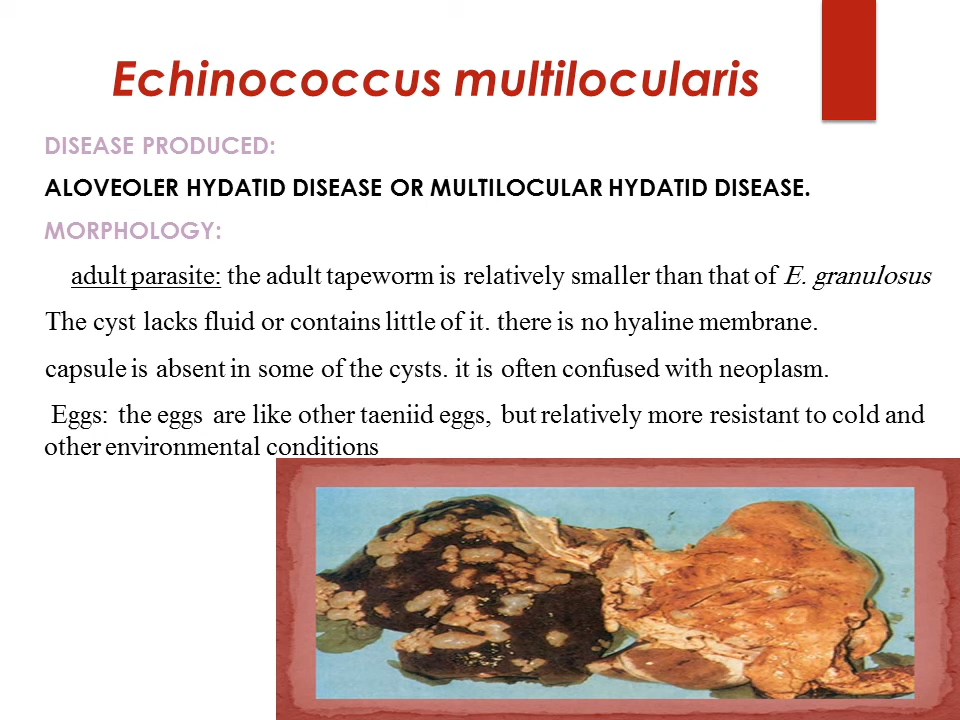 Echinococcus multilocularis
DISEASE PRODUCED:
ALOVEOLER HYDATID DISEASE OR MULTILOCULAR HYDATID DISEASE.
MORPHOLOGY:
adult parasite: the adult tapeworm is relatively smaller than that of E. granulosus
The cyst lacks fluid or contains little of it. there is no hyaline membrane.
capsule is absent in some of the cysts. it is often confused with neoplasm.
Eggs: the eggs are like other taeniid eggs, but relatively more resistant to cold and
other environmental conditions